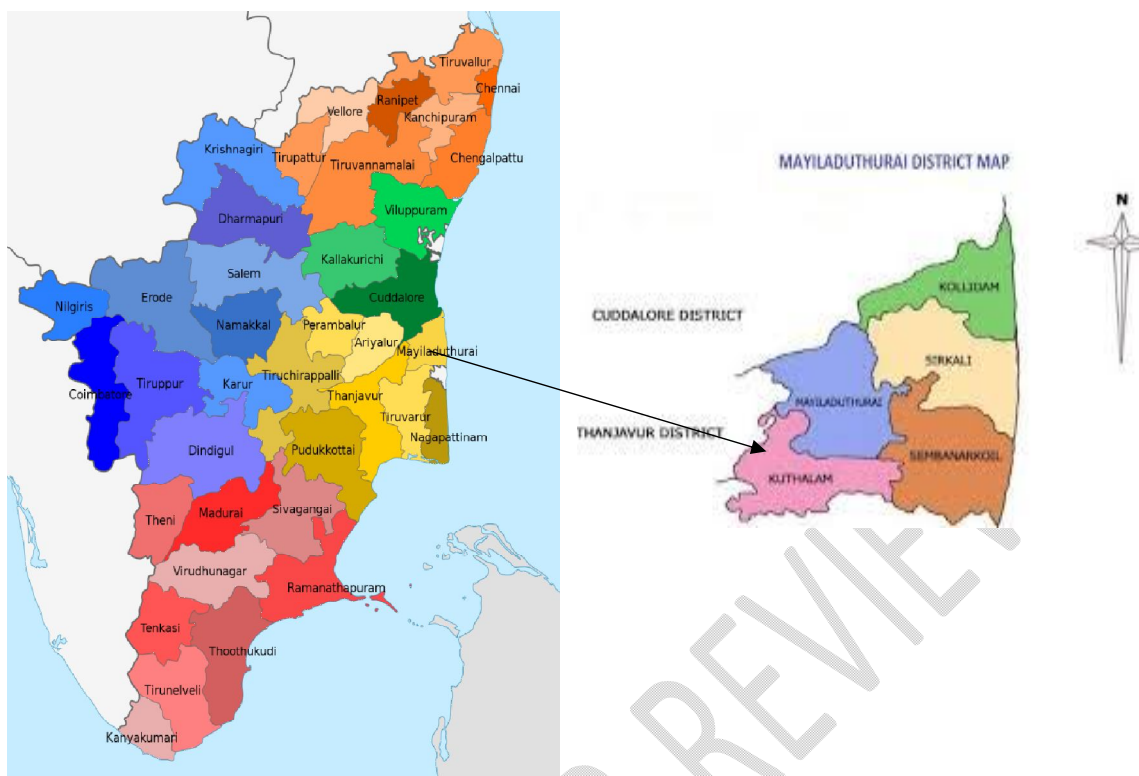 Tiruvallur
Chennai
Ranipet
Vellore
Kanchipuram
Krishnagiri
Tirupattur
Tiruvannamalai
Chengalpattu
Dharmapuri
Viluppuram
Kallakurichi
Salem
Nilgiris
Erode
Cuddalore
Namakkal
Perambalur
Ariyalur
Mayiladuthurai
Coimbatore
Tiruppur
Karur
Tiruchirappalli
Thanjavur
Tiruvarur
Nagapattinam
Dindigul
Pudukkottai
Theni
Madurai
Sivagangai
Virudhunagar
Ramanathapuram
Tenkasi
Thoothukudi
Tirunelveli
Kanyakumari
MAYILADUTHURAI DISTRICT MAP
N
KOLLIDAM
CUDDALORE DISTRICT
SIRKALI
MAYILADUTHURAI
THANJAVUR DISTRICT
SEMBANARKOIL
KUTHALAM
R REVIEW